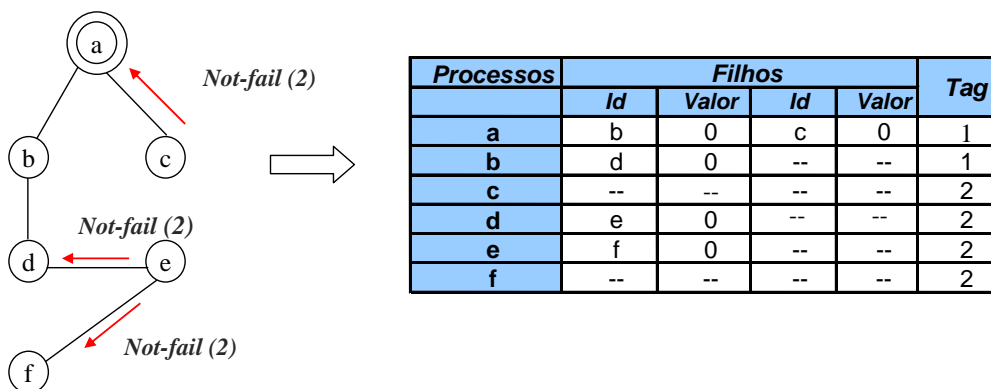 a
Not-fail (2)
b
c
Not-fail (2)
d
e
Not-fail (2)
f
Processos Filhos Tag
Id Valor Id Valor
a b 0 c 0 1
b d 0 -- -- 1
c -- -- -- -- 2
d e 0 -- -- 2
e f 0 -- -- 2
f -- -- -- -- 2